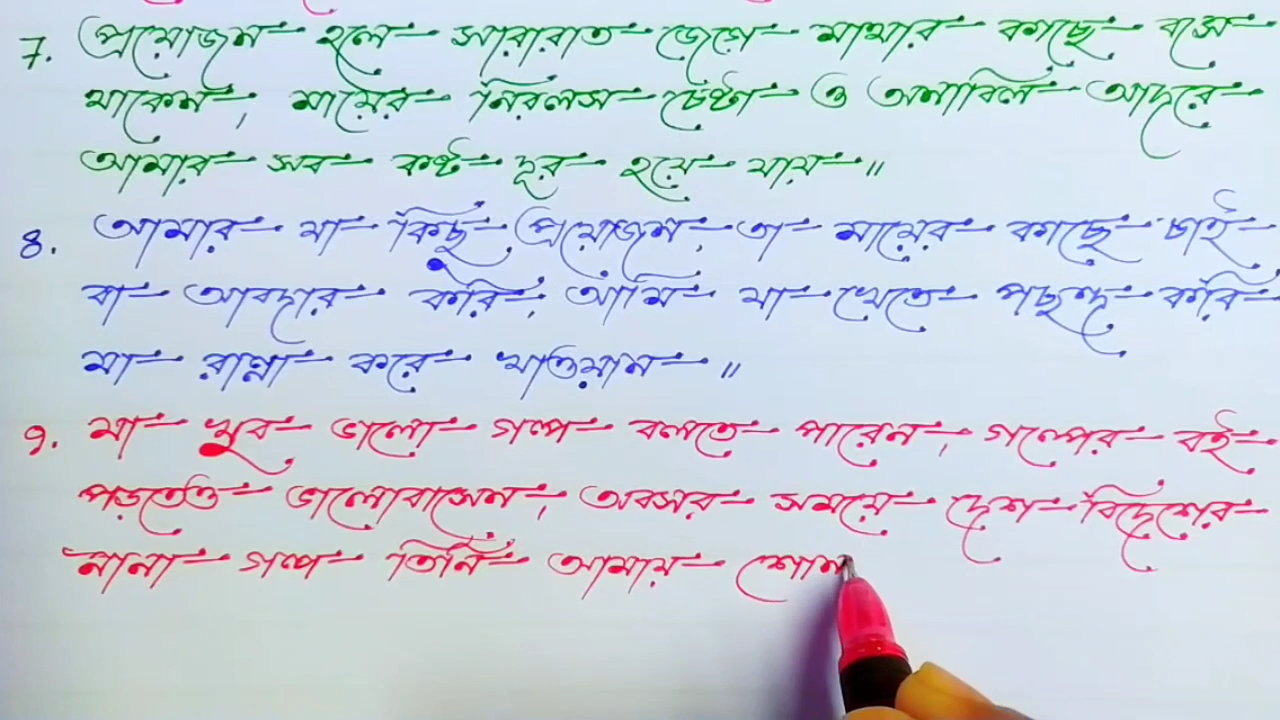 7. প্রয়োজন হলে সারারাত জেগে মাথার কাছে বসে
থাকেন, মায়ের নিরলস চেষ্টা ও অনাবিল আদরে
আমার সব কষ্ট দূর হয়ে যায়॥
8. আমার যা কিছু প্রয়োজন, তা মায়ের কাছে চাই
বা আবদার করি, আমি যা খেতে পছন্দ করি
মা রান্না করে খাওয়ান॥
9. মা খুব ভালো গল্প বলতে পারেন, গল্পের বই
পড়তেও ভালোবাসেন, অবসর সময়ে দেশ বিদেশের
নানা গল্প তিনি আমায় শোন